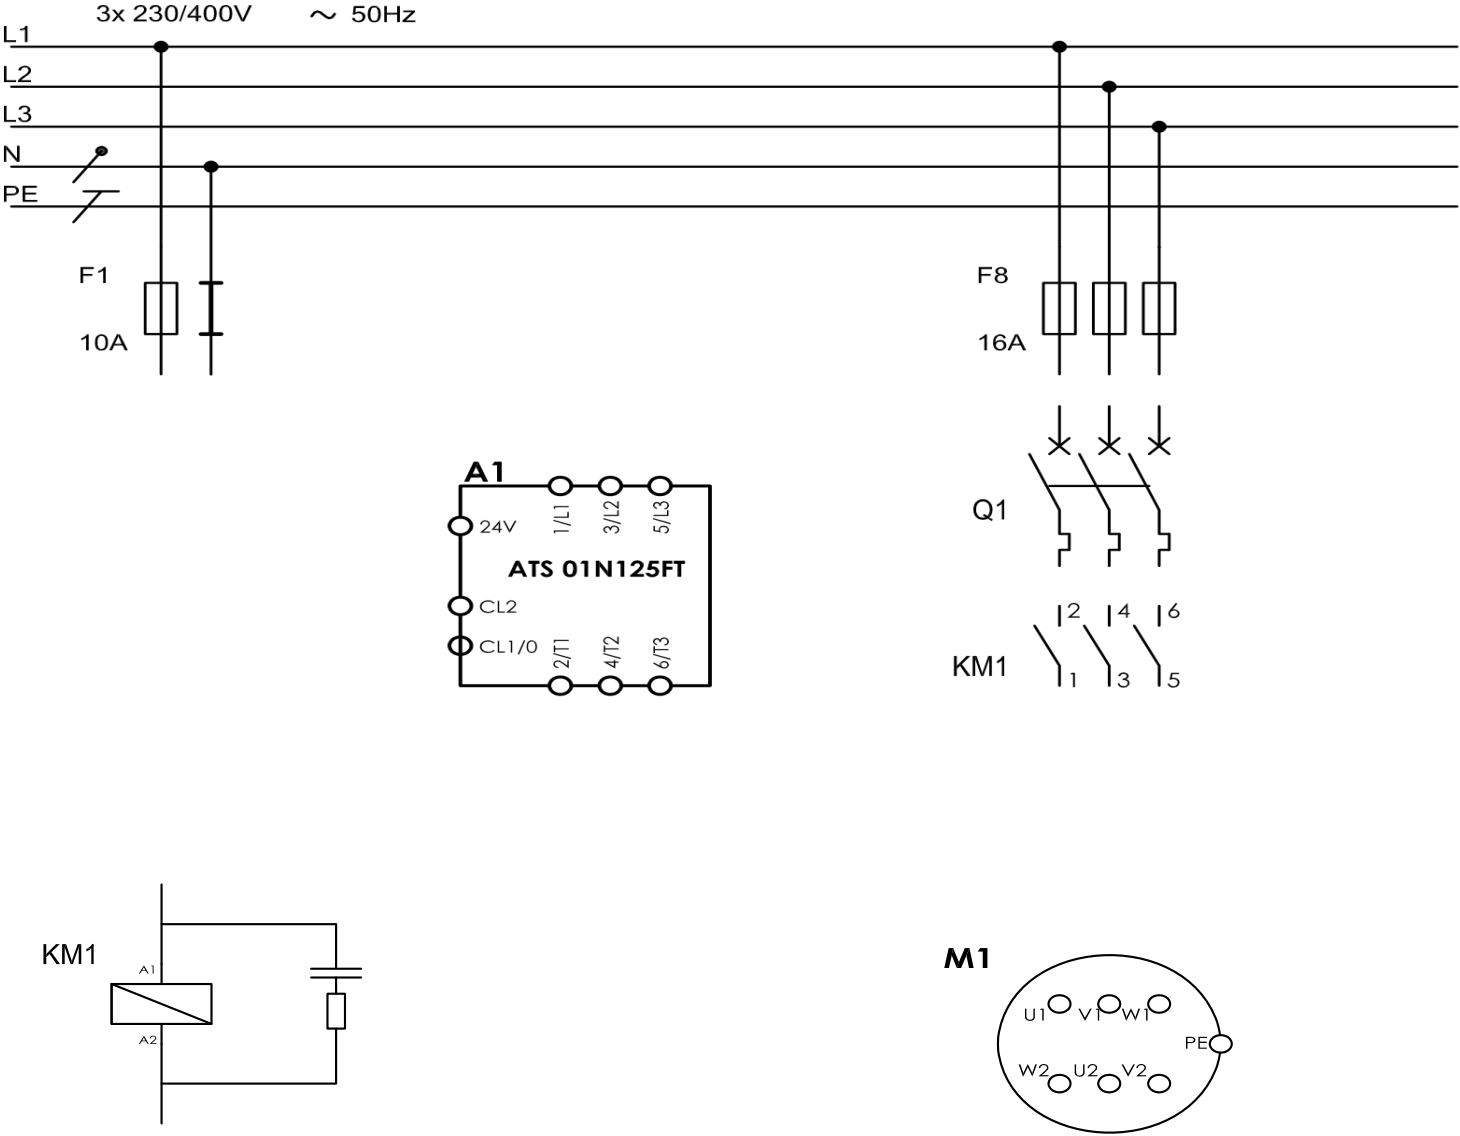 3x 230/400V ~ 50Hz
L1
L2
L3
N
PE
F1
10A
F8
16A
A1
24V
1/L1 3/L2 5/L3
ATS 01N125FT
CL2
CL1/0
2/T1 4/T2 6/T3
Q1
2 4 6
KM1
1 3 5
KM1
A1
A2
M1
U1 V1 W1
PE
W2 U2 V2